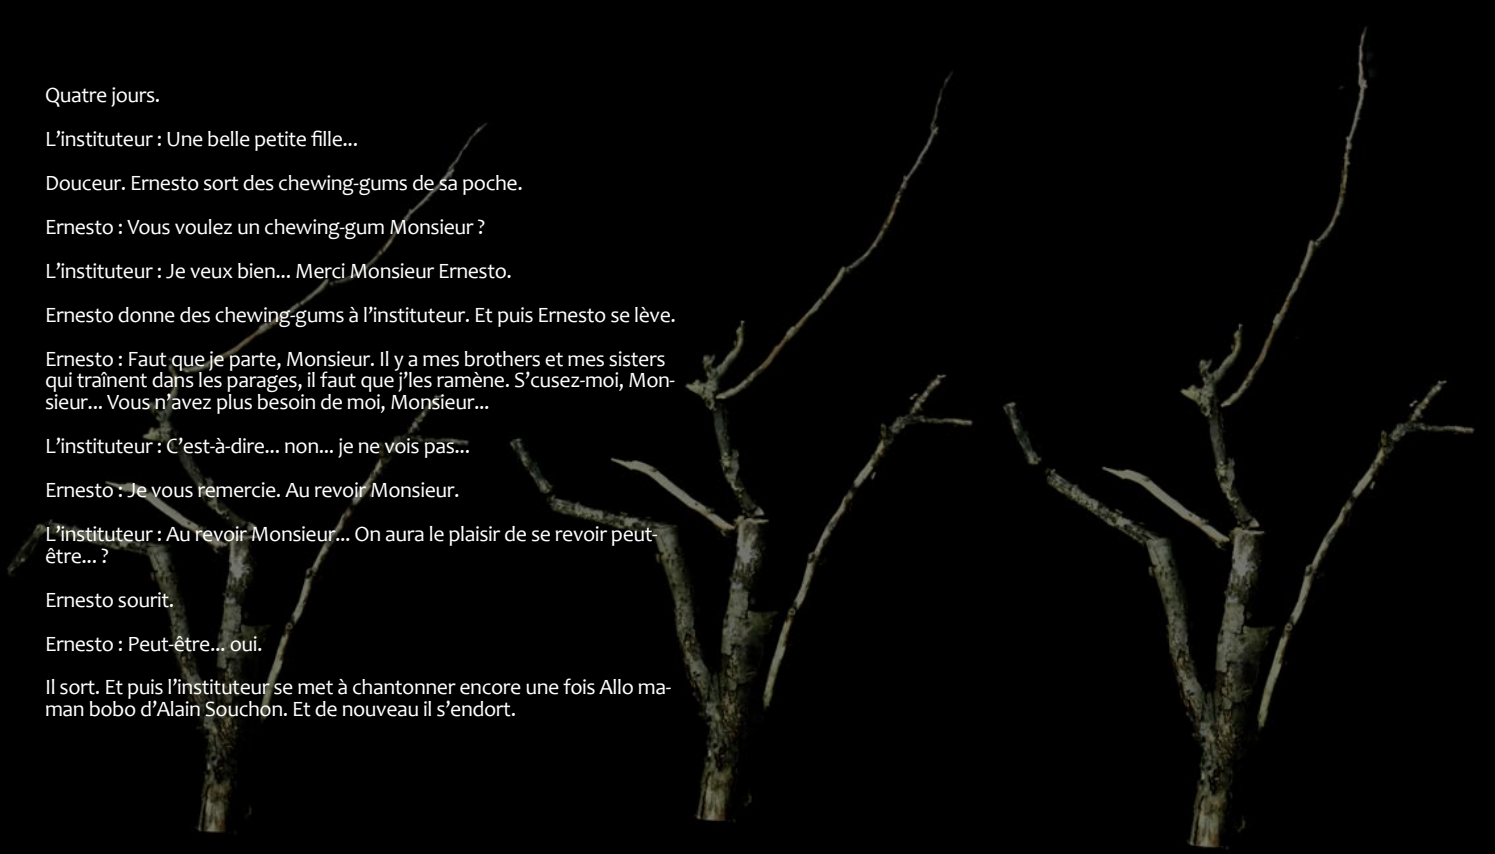 Quatre jours.
L’instituteur : Une belle petite fille...
Douceur. Ernesto sort des chewing-gums de sa poche.
Ernesto : Vous voulez un chewing-gum Monsieur ?
L’instituteur : Je veux bien... Merci Monsieur Ernesto.
Ernesto donne des chewing-gums à l’instituteur. Et puis Ernesto se lève.
Ernesto : Faut que je parte, Monsieur. Il y a mes brothers et mes sisters
qui traînent dans les parages, il faut que j’les ramène. S’cusez-moi, Mon-
sieur... Vous n’avez plus besoin de moi, Monsieur...
L’instituteur : C’est-à-dire... non... je ne vois pas...
Ernesto : Je vous remercie. Au revoir Monsieur.
L’instituteur : Au revoir Monsieur... On aura le plaisir de se revoir peut-
être... ?
Ernesto sourit.
Ernesto : Peut-être... oui.
Il sort. Et puis l’instituteur se met à chantonner encore une fois Allo ma-
man bobo d’Alain Souchon. Et de nouveau il s’endort.